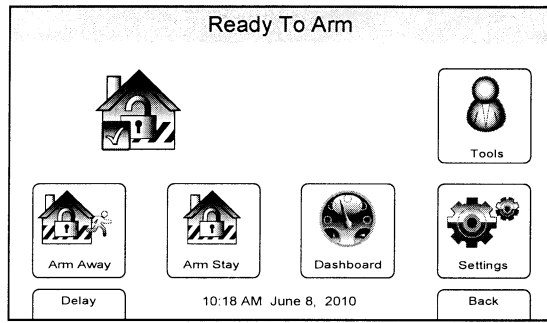 Ready To Arm
Tools
Arm Away
Arm Stay
Dashboard
Settings
Delay
10:18 AM June 8, 2010
Back